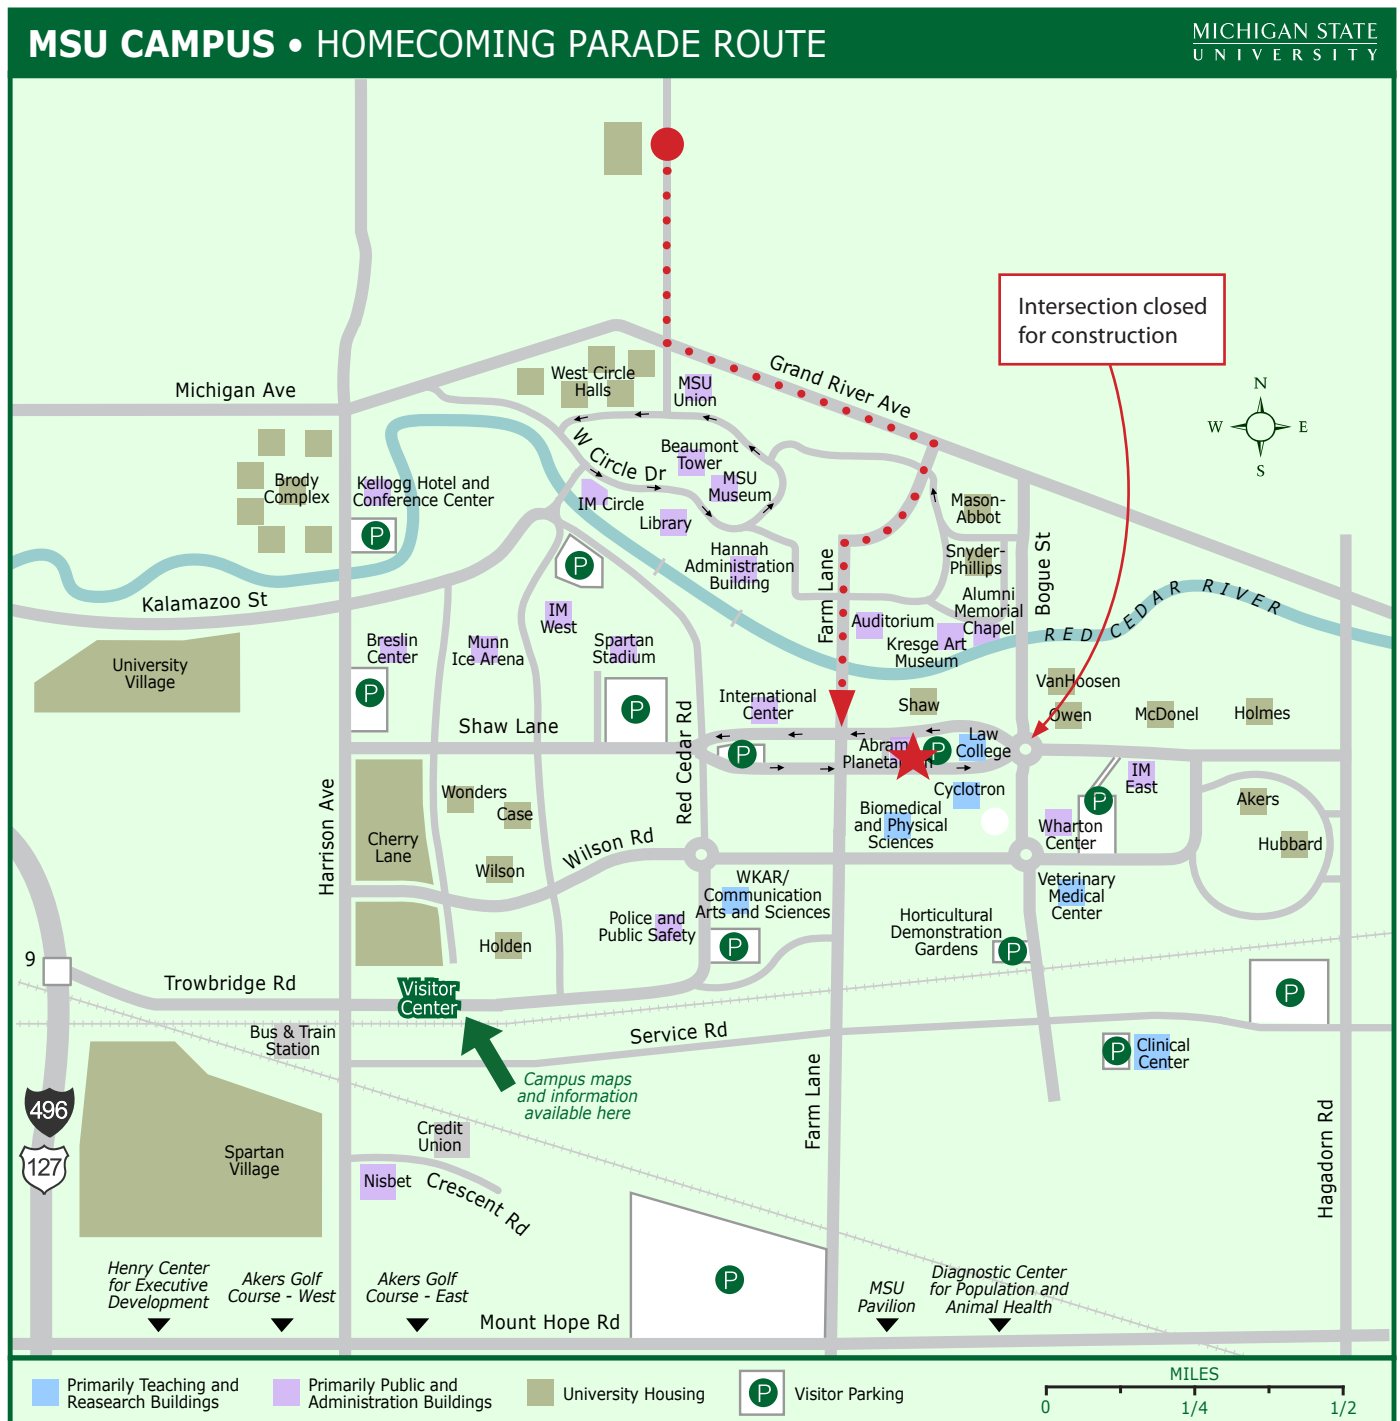 MSU CAMPUS • HOMECOMING PARADE ROUTE
MICHIGAN STATE
UNIVERSITY
Intersection closed
for construction
Grand River Ave
Michigan Ave
West Circle
Halls
MSU
Union
N
W
E
S
W Circle Dr
Beaumont
Tower
MSU
Museum
Brody
Complex
Kellogg Hotel and
Conference Center
P
IM Circle
Library
Mason-
Abbot
Hannah
Administration
Building
Snyder-
Phillips
Farm Lane
Bogue St
Alumni
Memorial
Chapel
P
Kalamazoo St
RED CEDAR RIVER
IM
West
Auditorium
Kresge Art
Museum
Breslin
Center
Munn
Ice Arena
Spartan
Stadium
University
Village
P
P
VanHoosen
Owen
McDonel
Holmes
International
Center
Shaw
Shaw Lane
Red Cedar Rd
P
Abram
Planeta
P
Law
College
IM
East
Cyclotron
Harrison Ave
Wonders
Case
Cherry
Lane
Wilson
Wilson Rd
Biomedical
and Physical
Sciences
P
Wharton
Center
Akers
Hubbard
WKAR/
Communication
Arts and Sciences
Veterinary
Medical
Center
Police and
Public Safety
P
Horticultural
Demonstration
Gardens
P
Holden
9
Trowbridge Rd
Visitor
Center
P
Bus & Train
Station
Service Rd
Campus maps
and information
available here
P
Clinical
Center
496
127
Credit
Union
Farm Lane
Hagadorn Rd
Spartan
Village
Nisbet
Crescent Rd
P
Henry Center
for Executive
Development
Akers Golf
Course - West
Akers Golf
Course - East
MSU
Pavilion
Diagnostic Center
for Population and
Animal Health
Mount Hope Rd
Primarily Teaching and
Reasearch Buildings
Primarily Public and
Administration Buildings
University Housing
P
Visitor Parking
MILES
0
1/4
1/2